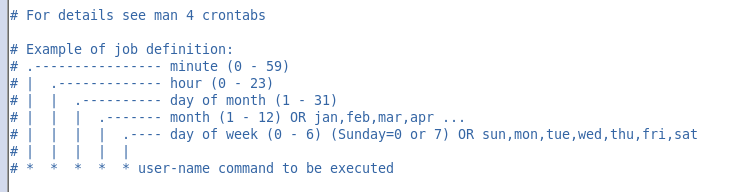 # For details see man 4 crontabs

# Example of job definition:
# .---------------- minute (0 - 59)
# |  .------------- hour (0 - 23)
# |  |  .---------- day of month (1 - 31)
# |  |  |  .------- month (1 - 12) OR jan,feb,mar,apr ...
# |  |  |  |  .---- day of week (0 - 6) (Sunday=0 or 7) OR sun,mon,tue,wed,thu,fri,sat
# |  |  |  |  |
# *  *  *  *  * user-name command to be executed